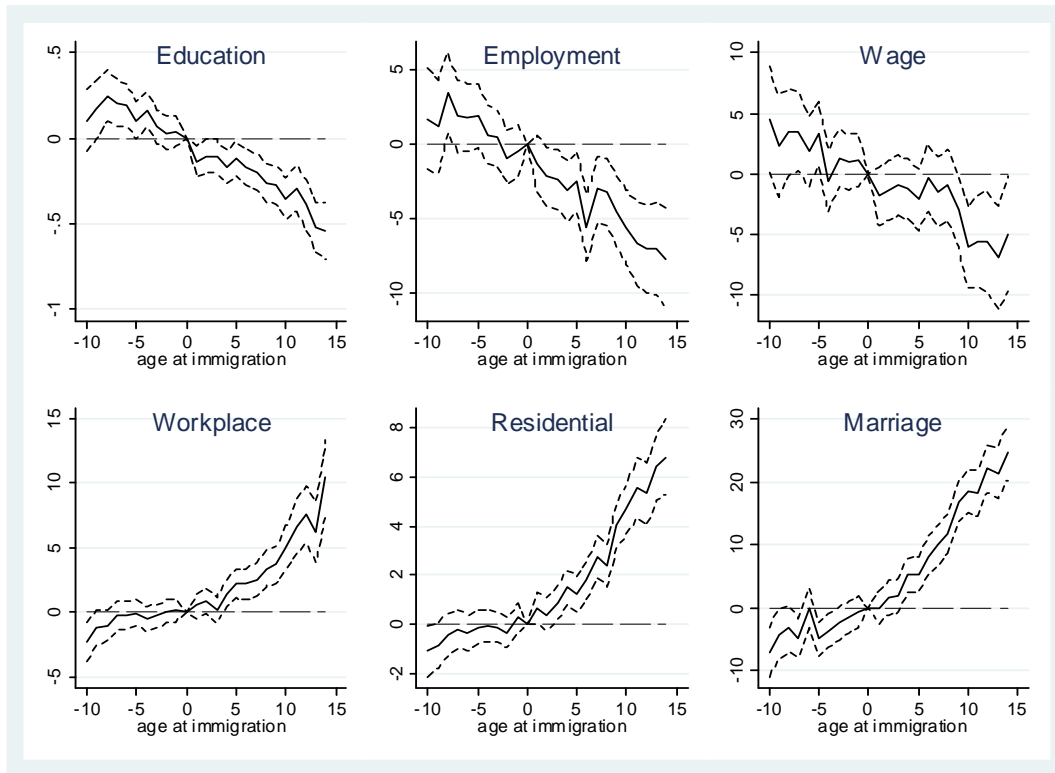 Education
.5
0
-.5
-1
-10 -5 0 5 10 15
age at immigration
Employment
5
0
-5
-10
-10 -5 0 5 10 15
age at immigration
Wage
10
5
0
-5
-10
-10 -5 0 5 10 15
age at immigration
Workplace
15
10
5
0
-5
-10 -5 0 5 10 15
age at immigration
Residential
8
6
4
2
0
-2
-10 -5 0 5 10 15
age at immigration
Marriage
30
20
10
0
-10
-10 -5 0 5 10 15
age at immigration